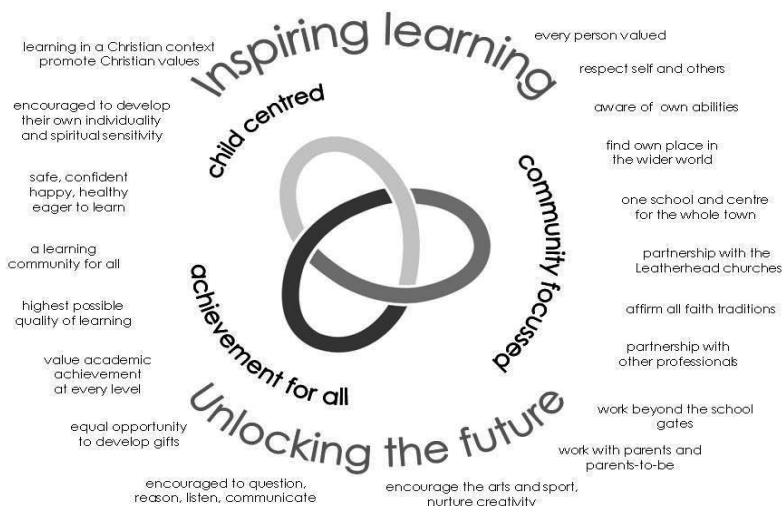 Inspiring learning
child centred
community focussed
achievement for all
Unlocking the future
learning in a Christian context
promote Christian values
encouraged to develop
their own individuality
and spiritual sensitivity
safe, confident
happy, healthy
eager to learn
a learning
community for all
highest possible
quality of learning
value academic
achievement
at every level
equal opportunity
to develop gifts
encouraged to question,
reason, listen, communicate
every person valued
respect self and others
aware of own abilities
find own place in
the wider world
one school and centre
for the whole town
partnership with the
Leatherhead churches
affirm all faith traditions
partnership with
other professionals
work beyond the school
gates
work with parents and
parents-to-be
encourage the arts and sport,
nurture creativity